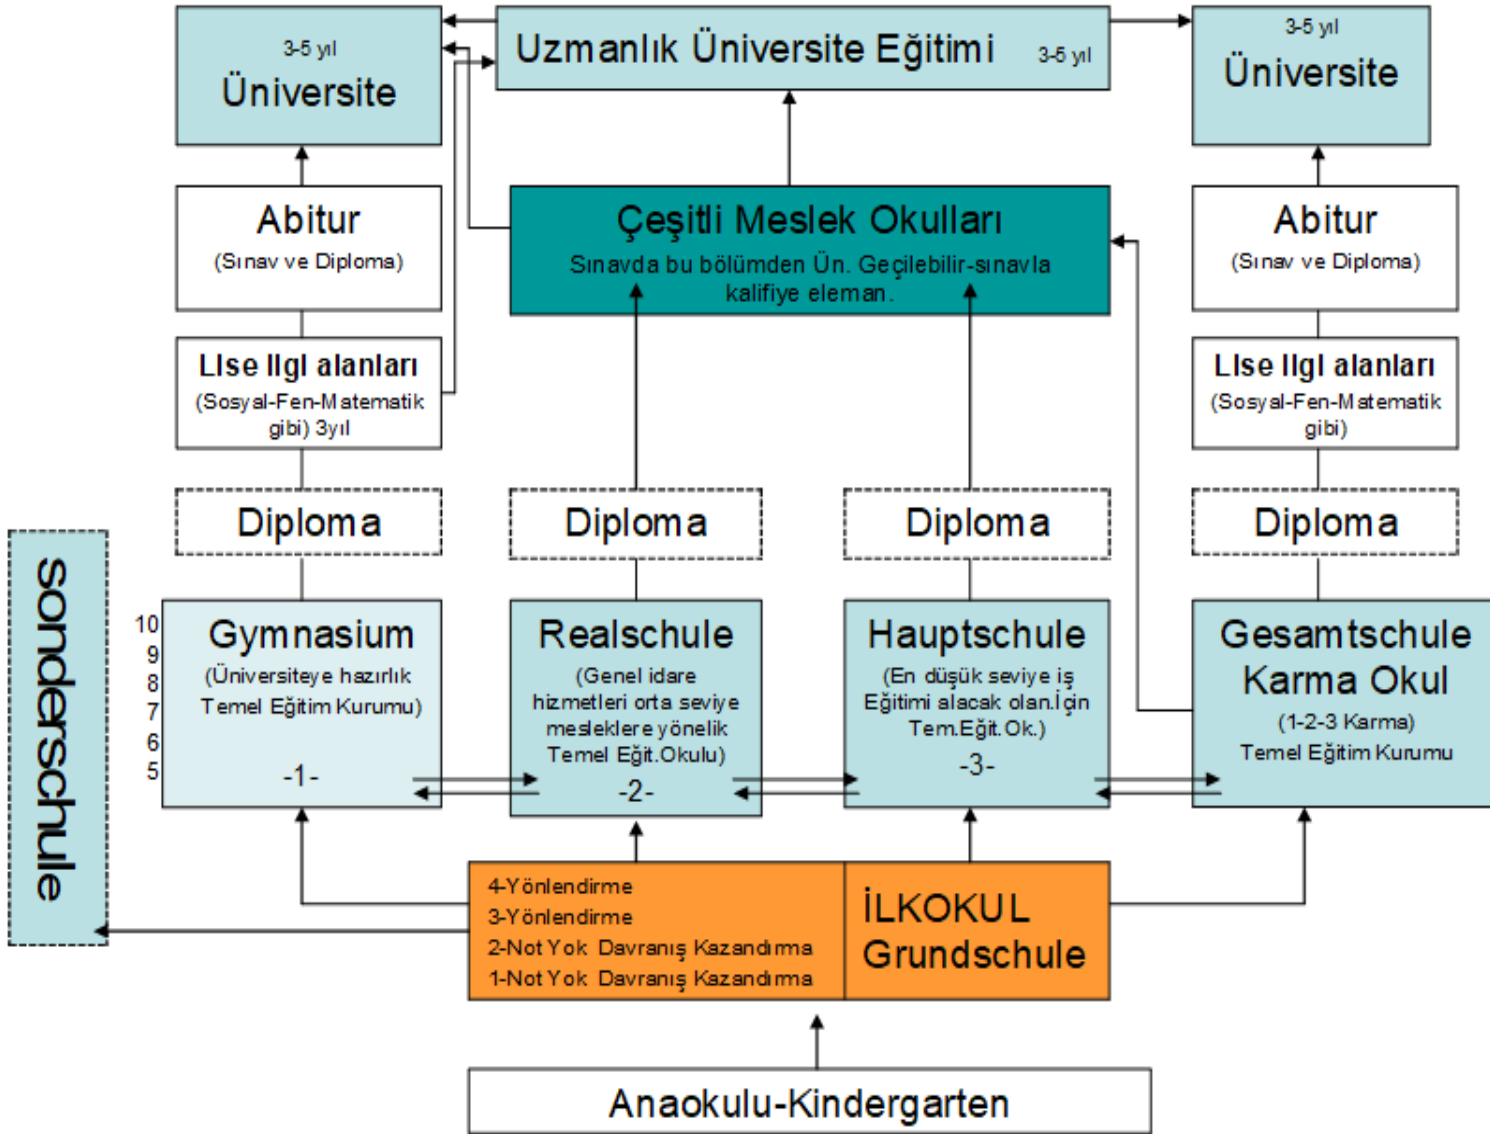 3-5 yıl
Üniversite
Uzmanlık Üniversite Eğitimi 3-5 yıl
3-5 yıl
Üniversite
Abitur
(Sınav ve Diploma)
Çeşitli Meslek Okulları
Sınavda bu bölümden Ün. Geçilebilir-sınavla
kalifiye eleman.
Abitur
(Sınav ve Diploma)
Lise Ilgi alanları
(Sosyal-Fen-Matematik
gibi) 3yıl
Lise Ilgi alanları
(Sosyal-Fen-Matematik
gibi)
Diploma
Diploma
Diploma
Diploma
sonderschule
10
9
8
7
6
5
Gymnasium
(Üniversiteye hazırlık
Temel Eğitim Kurumu)
-1-
Realschule
(Genel idare
hizmetleri orta seviye
mesleklere yönelik
Temel Eğit.Okulu)
-2-
Hauptschule
(En düşük seviye iş
Eğitimi alacak olan.İçin
Tem.Eğit.Ok.)
-3-
Gesamtschule
Karma Okul
(1-2-3 Karma)
Temel Eğitim Kurumu
4-Yönlendirme
3-Yönlendirme
2-Not Yok Davranış Kazandırma
1-Not Yok Davranış Kazandırma
İLKOKUL
Grundschule
Anaokulu-Kindergarten